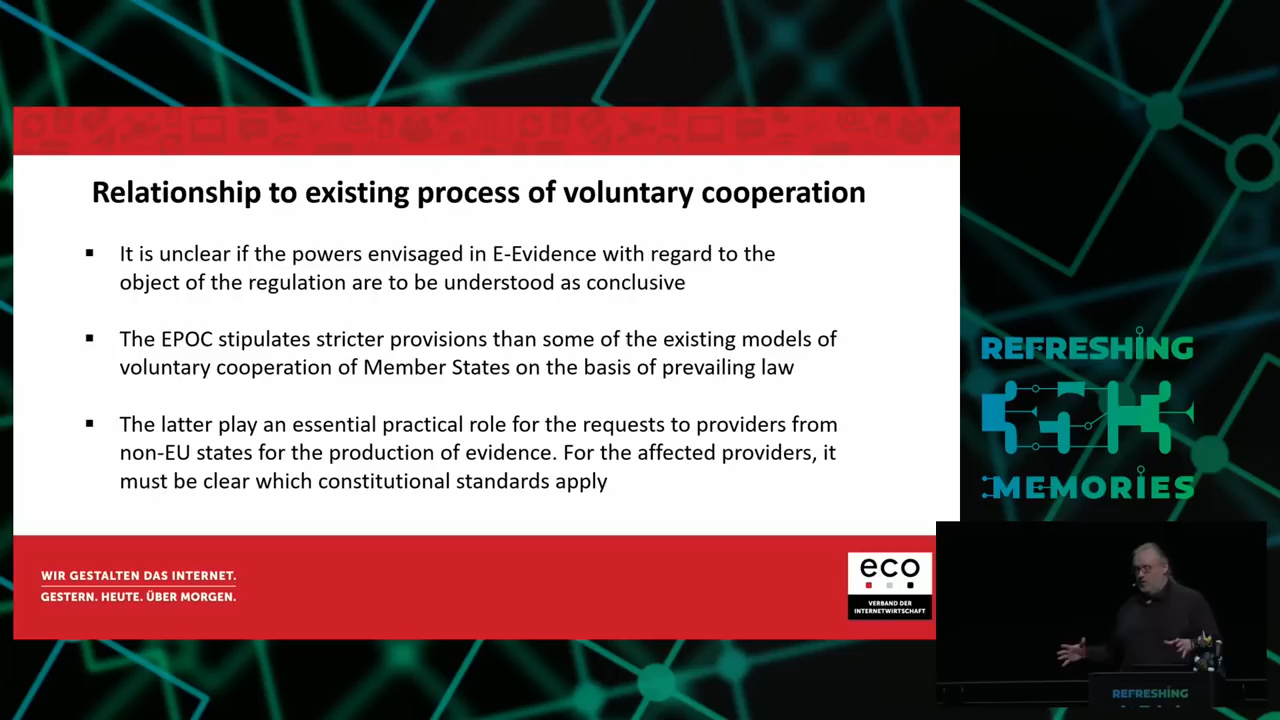 Relationship to existing process of voluntary cooperation
▪ It is unclear if the powers envisaged in E-Evidence with regard to the
object of the regulation are to be understood as conclusive
▪ The EPOC stipulates stricter provisions than some of the existing models of
voluntary cooperation of Member States on the basis of prevailing law
▪ The latter play an essential practical role for the requests to providers from
non-EU states for the production of evidence. For the affected providers, it
must be clear which constitutional standards apply
WIR GESTALTEN DAS INTERNET.
GESTERN. HEUTE. ÜBER MORGEN.
eco
VERBAND DER
INTERNETWIRTSCHAFT
REFRESHING
MEMORIES
REFRESHING